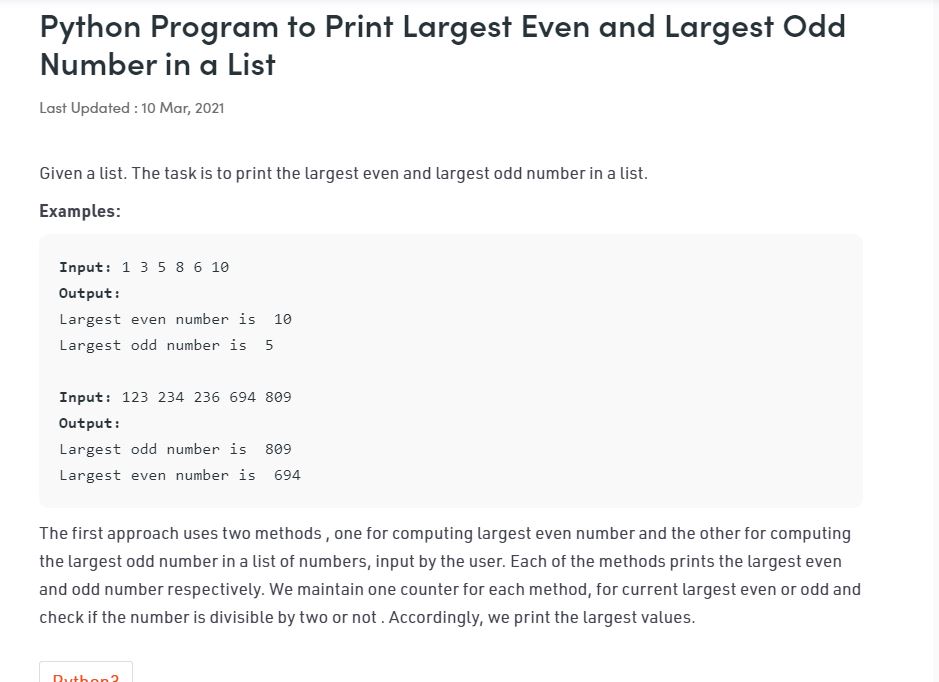 Python Program to Print Largest Even and Largest Odd
Number in a List
Last Updated : 10 Mar, 2021
Given a list. The task is to print the largest even and largest odd number in a list.
Examples:
Input: 1 3 5 8 6 10
Output:
Largest even number is  10
Largest odd number is  5
Input: 123 234 236 694 809
Output:
Largest odd number is  809
Largest even number is  694
The first approach uses two methods , one for computing largest even number and the other for computing
the largest odd number in a list of numbers, input by the user. Each of the methods prints the largest even
and odd number respectively. We maintain one counter for each method, for current largest even or odd and
check if the number is divisible by two or not . Accordingly, we print the largest values.
Python3